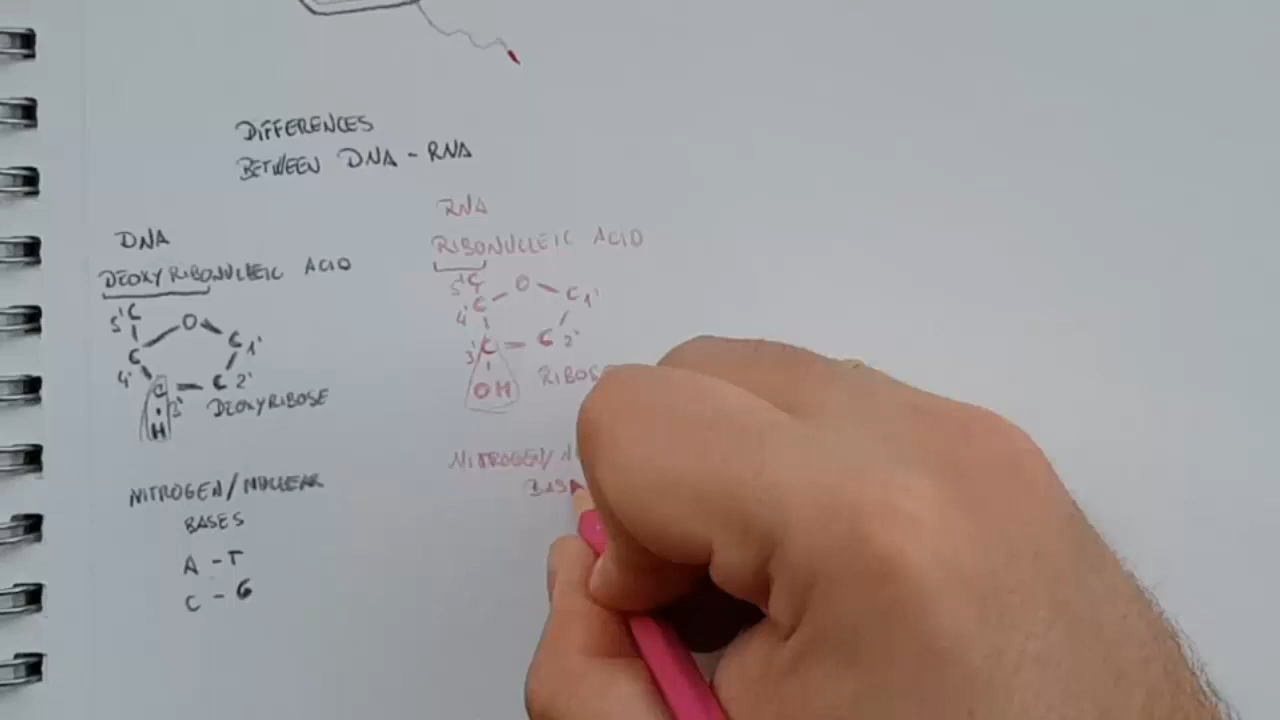 DIFFERENCES
BETWEEN DNA - RNA
DNA
DEOXYRIBONUCLEIC ACID
5' C
O
C
C 1'
4'
C
C 2'
3'
H
DEOXYRIBOSE
NITROGEN/NUCLEAR
BASES
A - T
C - G
RNA
RIBONUCLEIC ACID
5' C
O
C
C 1'
4'
3' C
C 2'
OH
RIBOS
NITROGEN/
BAS